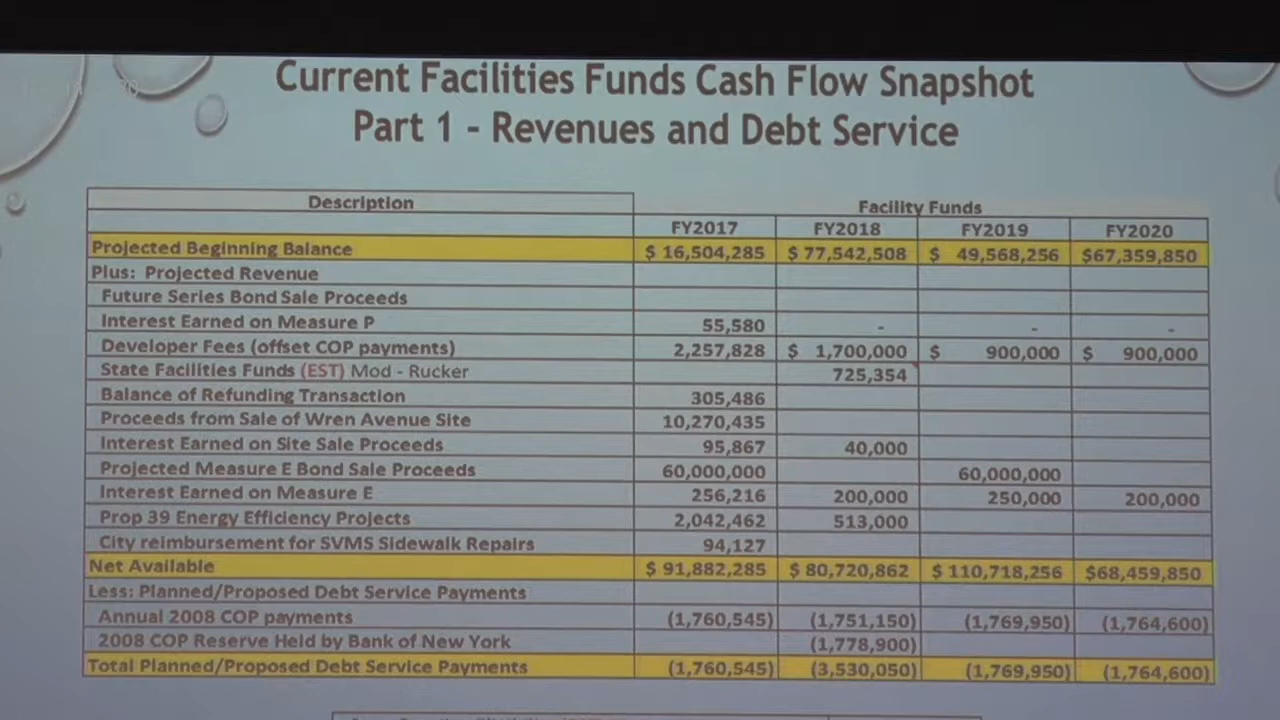 Current Facilities Funds Cash Flow Snapshot
Part 1 - Revenues and Debt Service
Description Facility Funds
FY2017 FY2018 FY2019 FY2020
Projected Beginning Balance $ 16,504,285 $ 77,542,508 $ 49,568,256 $67,359,850
Plus: Projected Revenue
Future Series Bond Sale Proceeds
Interest Earned on Measure P 55,580 - - -
Developer Fees (offset COP payments) 2,257,828 $ 1,700,000 $ 900,000 $ 900,000
State Facilities Funds (EST) Mod - Rucker 725,354
Balance of Refunding Transaction 305,486
Proceeds from Sale of Wren Avenue Site 10,270,435
Interest Earned on Site Sale Proceeds 95,867 40,000
Projected Measure E Bond Sale Proceeds 60,000,000 60,000,000
Interest Earned on Measure E 256,216 200,000 250,000 200,000
Prop 39 Energy Efficiency Projects 2,042,462 513,000
City reimbursement for SVMS Sidewalk Repairs 94,127
Net Available $ 91,882,285 $ 80,720,862 $ 110,718,256 $68,459,850
Less: Planned/Proposed Debt Service Payments
Annual 2008 COP payments (1,760,545) (1,751,150) (1,769,950) (1,764,600)
2008 COP Reserve Held by Bank of New York (1,778,900)
Total Planned/Proposed Debt Service Payments (1,760,545) (3,530,050) (1,769,950) (1,764,600)